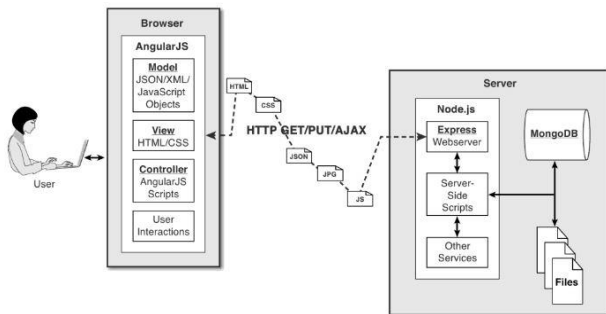 Browser
AngularJS
Model
JSON/XML/
JavaScript
Objects
View
HTML/CSS
Controller
AngularJS
Scripts
User
Interactions
User
HTML
CSS
HTTP GET/PUT/AJAX
JSON
JPG
JS
Server
Node.js
Express
Webserver
Server-
Side
Scripts
Other
Services
MongoDB
Files